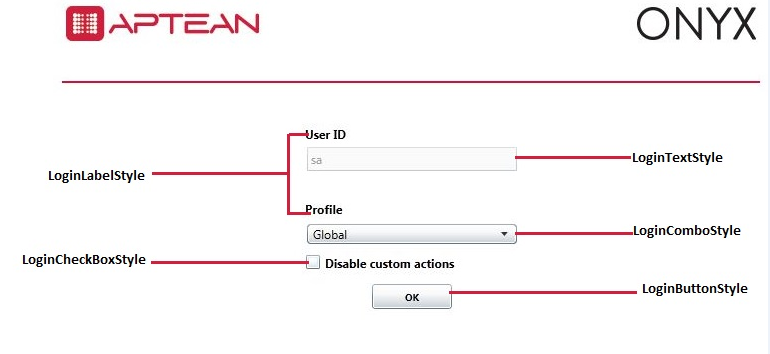 APTEAN
ONYX
User ID
sa
LoginTextStyle
LoginLabelStyle
Profile
Global
LoginComboStyle
LoginCheckBoxStyle
Disable custom actions
OK
LoginButtonStyle